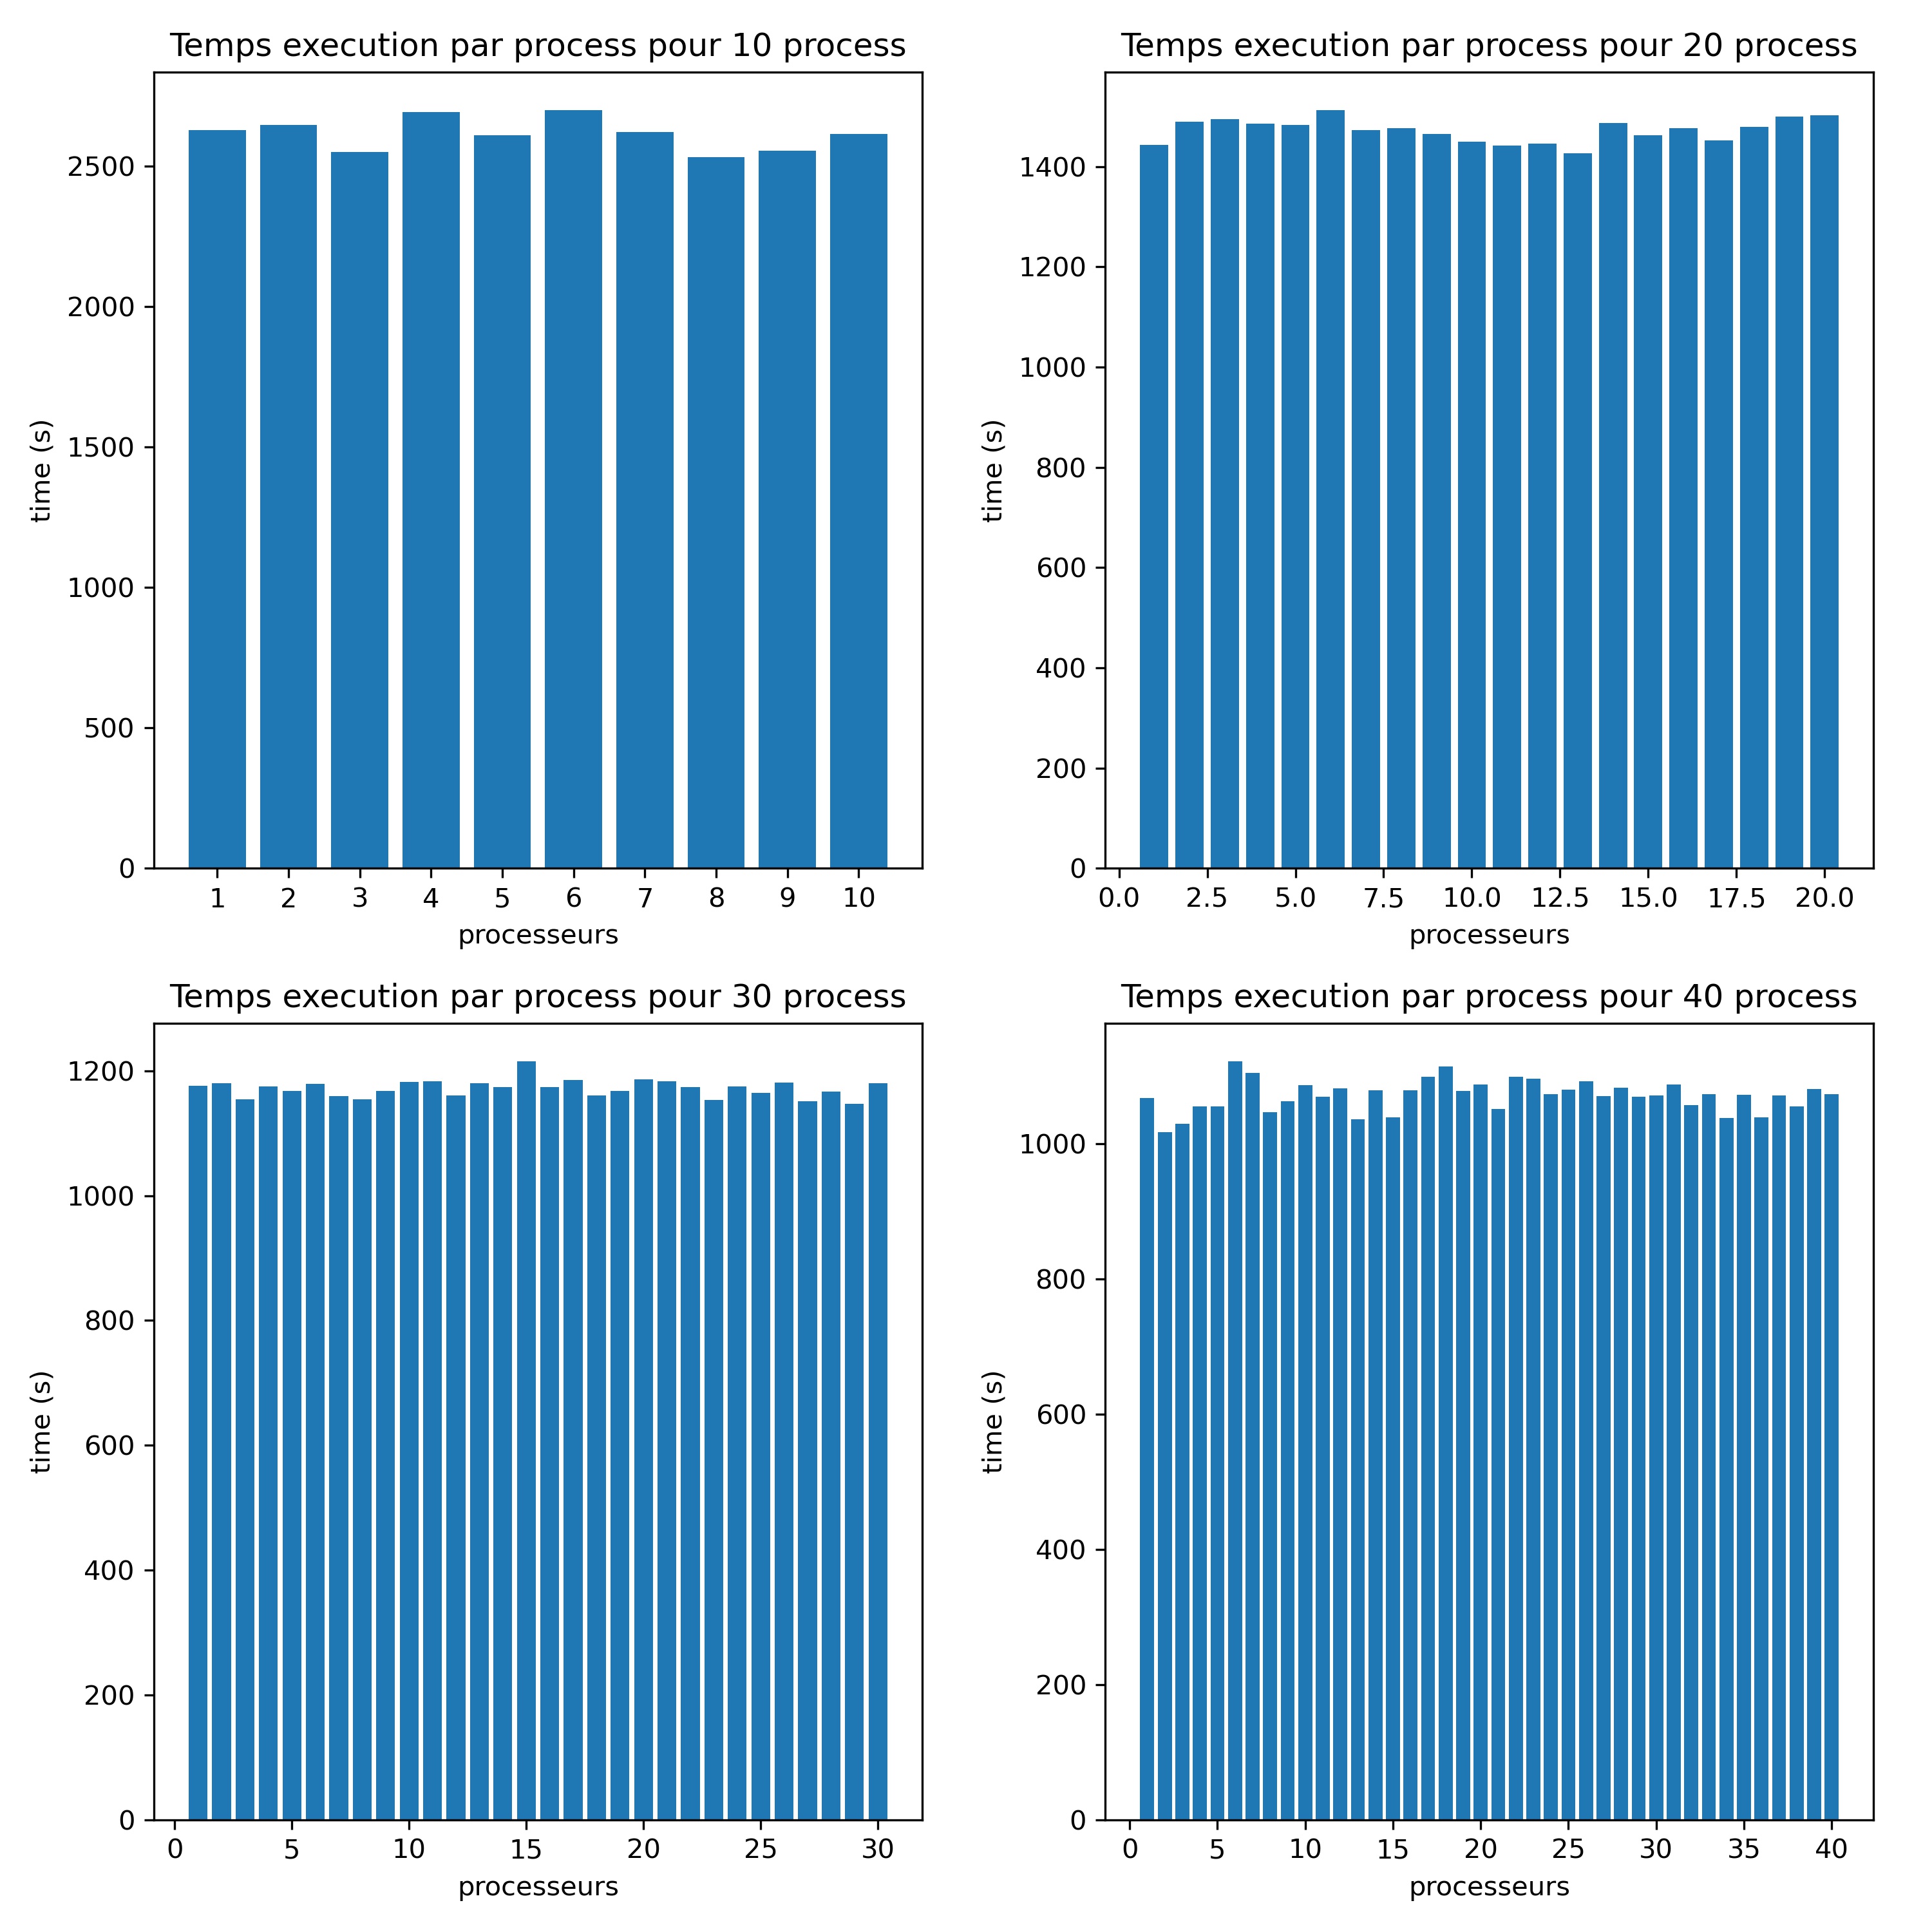 Temps execution par process pour 10 process
2500
2000
1500
1000
500
0
time (s)
1 2 3 4 5 6 7 8 9 10
processeurs
Temps execution par process pour 20 process
1400
1200
1000
800
600
400
200
0
time (s)
0.0 2.5 5.0 7.5 10.0 12.5 15.0 17.5 20.0
processeurs
Temps execution par process pour 30 process
1200
1000
800
600
400
200
0
time (s)
0 5 10 15 20 25 30
processeurs
Temps execution par process pour 40 process
1000
800
600
400
200
0
time (s)
0 5 10 15 20 25 30 35 40
processeurs